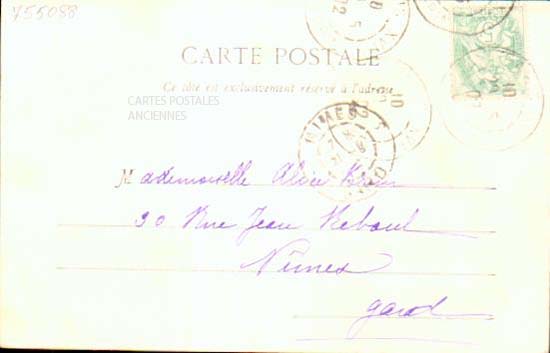 755088
CARTE POSTALE
Ce côté est exclusivement réservé à l'adresse
CARTES POSTALES
ANCIENNES
NIMES
Mademoiselle Alice
30 Rue Jean Reboul
Nîmes
Gard